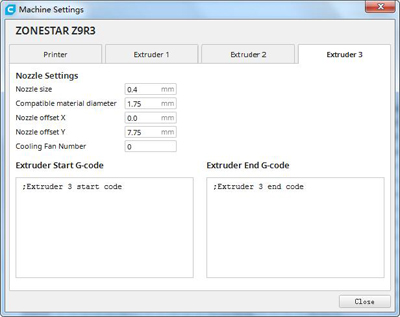 Machine Settings
ZONESTAR Z9R3
Printer
Extruder 1
Extruder 2
Extruder 3
Nozzle Settings
Nozzle size 0.4 mm
Compatible material diameter 1.75 mm
Nozzle offset X 0.0 mm
Nozzle offset Y 7.75 mm
Cooling Fan Number 0
Extruder Start G-code
Extruder End G-code
;Extruder 3 start code
;Extruder 3 end code
Close